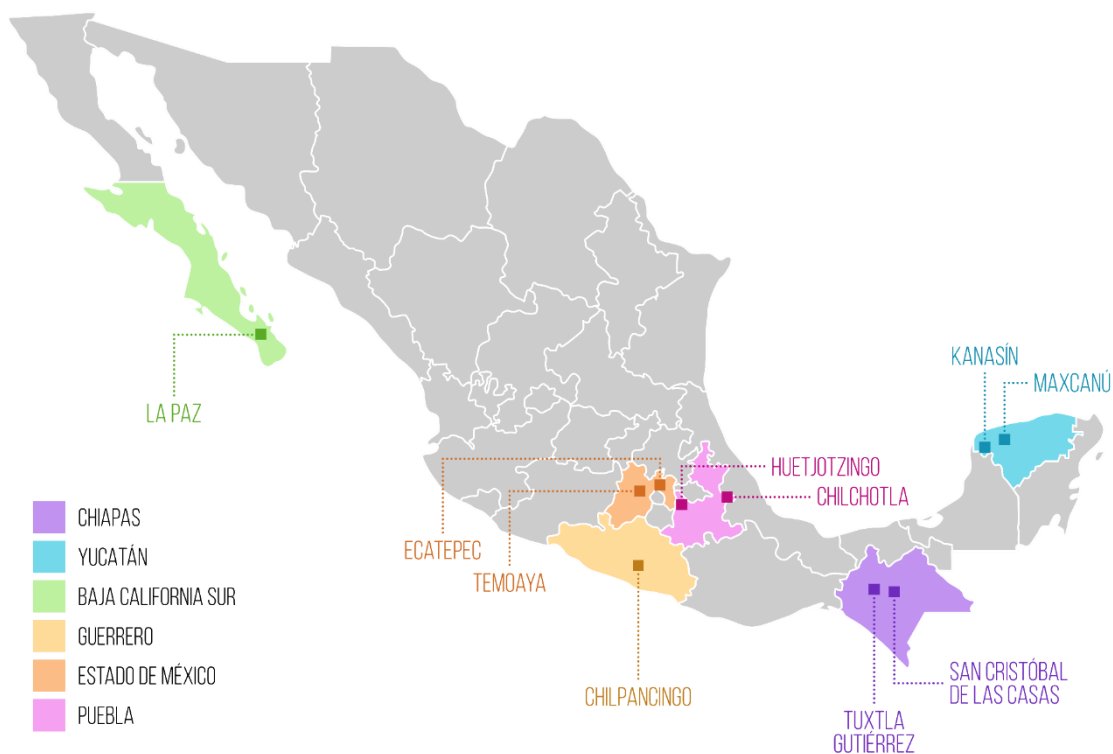 KANASÍN
MAXCANÚ
LA PAZ
HUETJOTZINGO
CHILCHOTLA
ECATEPEC
TEMOAYA
CHIAPAS
YUCATÁN
BAJA CALIFORNIA SUR
GUERRERO
ESTADO DE MÉXICO
PUEBLA
CHILPANCINGO
SAN CRISTÓBAL
DE LAS CASAS
TUXTLA
GUTIÉRREZ